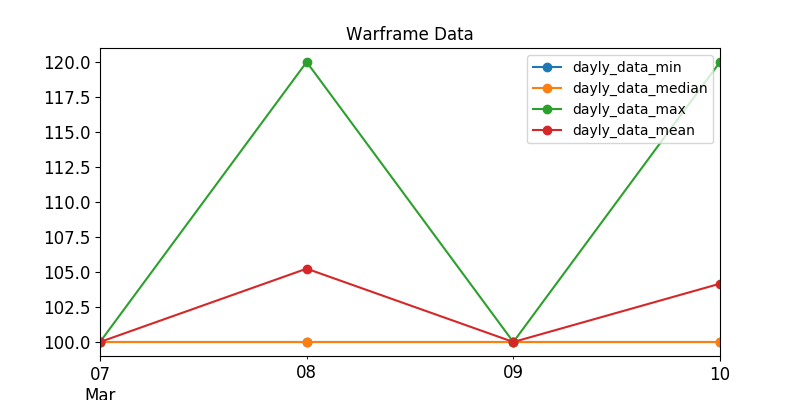 Warframe Data
120.0
117.5
115.0
112.5
110.0
107.5
105.0
102.5
100.0
dayly_data_min
dayly_data_median
dayly_data_max
dayly_data_mean
07 08 09 10
Mar